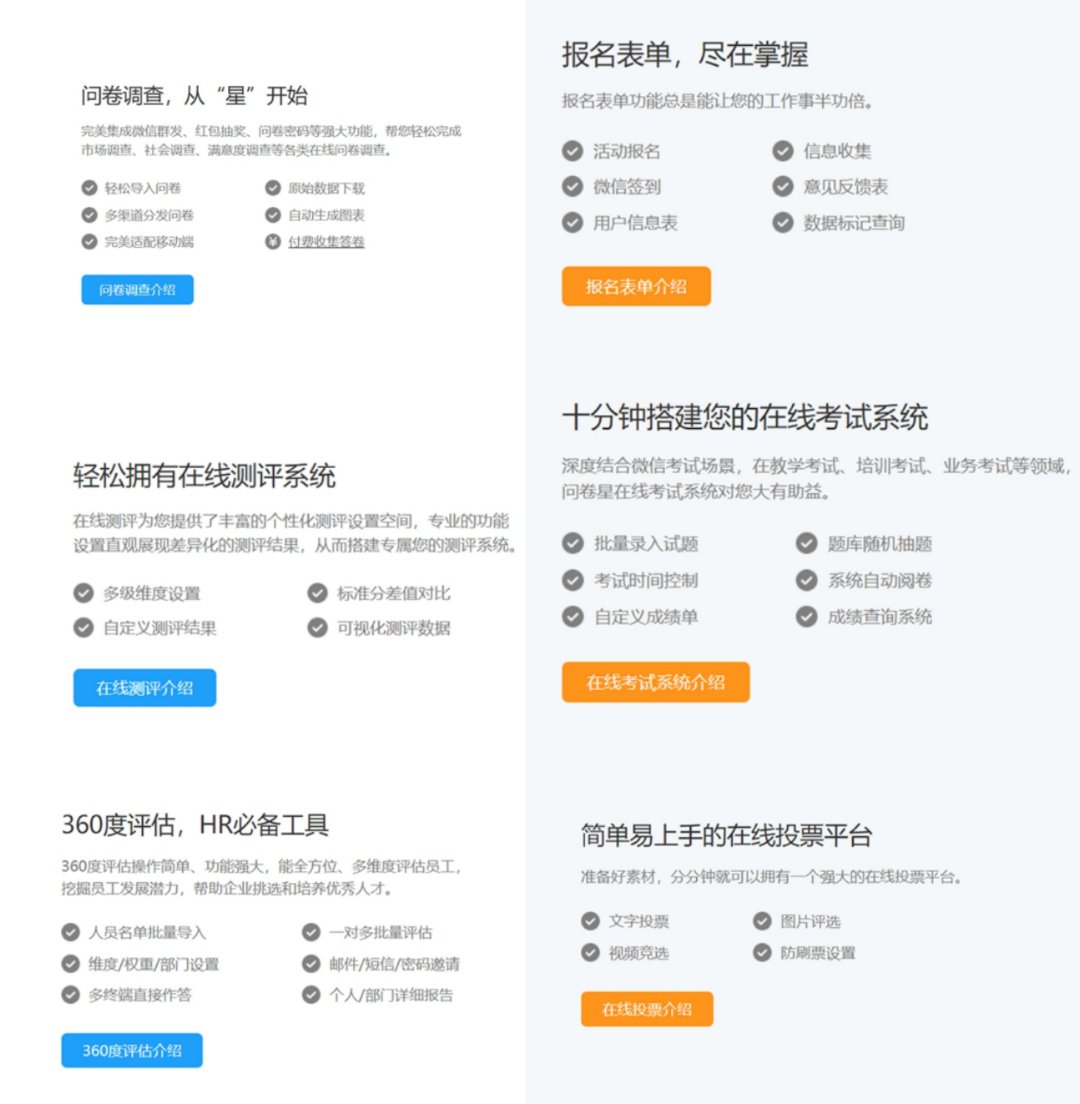 问卷调查，从“星”开始
完美集成微信群发、红包抽奖、问卷密码等强大功能，帮您轻松完成
市场调查、社会调查、满意度调查等各类在线问卷调查。
轻松导入问卷
原始数据下载
多渠道分发问卷
自动生成图表
完美适配移动端
付费收集答卷
问卷调查介绍
报名表单，尽在掌握
报名表单功能总是能让您的工作事半功倍。
活动报名
信息收集
微信签到
意见反馈表
用户信息表
数据标记查询
报名表单介绍
轻松拥有在线测评系统
在线测评为您提供了丰富的个性化测评设置空间，专业的功能
设置直观展现差异化的测评结果，从而搭建专属您的测评系统。
多级维度设置
标准分差值对比
自定义测评结果
可视化测评数据
在线测评介绍
十分钟搭建您的在线考试系统
深度结合微信考试场景，在教学考试、培训考试、业务考试等领域，
问卷星在线考试系统对您大有助益。
批量录入试题
题库随机抽题
考试时间控制
系统自动阅卷
自定义成绩单
成绩查询系统
在线考试系统介绍
360度评估，HR必备工具
360度评估操作简单、功能强大，能全方位、多维度评估员工，
挖掘员工发展潜力，帮助企业挑选和培养优秀人才。
人员名单批量导入
一对多批量评估
维度/权重/部门设置
邮件/短信/密码邀请
多终端直接作答
个人/部门详细报告
360度评估介绍
简单易上手的在线投票平台
准备好素材，分分钟就可以拥有一个强大的在线投票平台。
文字投票
图片评选
视频竞选
防刷票设置
在线投票介绍